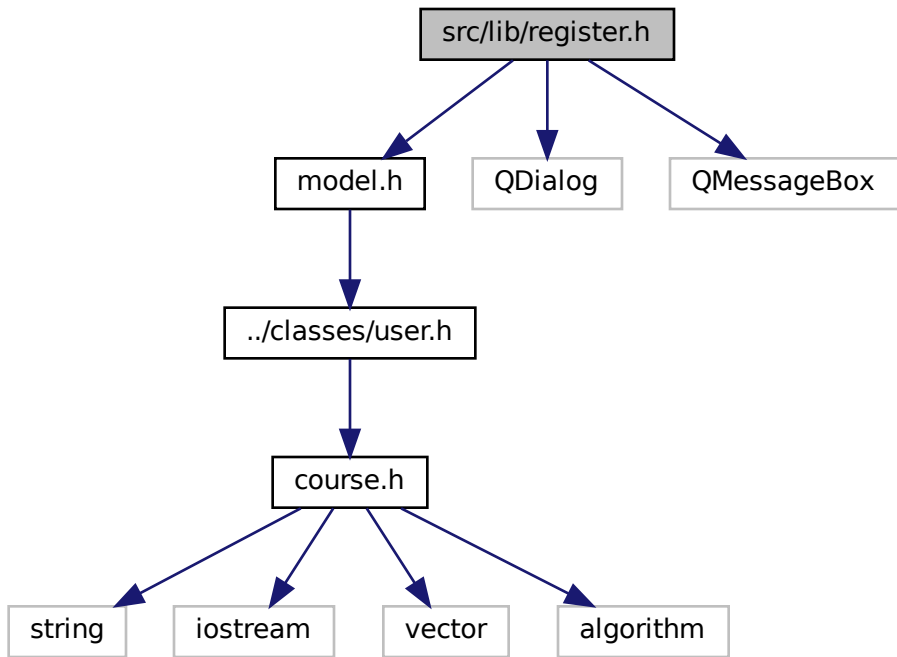 src/lib/register.h
model.h
QDialog
QMessageBox
../classes/user.h
course.h
string
iostream
vector
algorithm